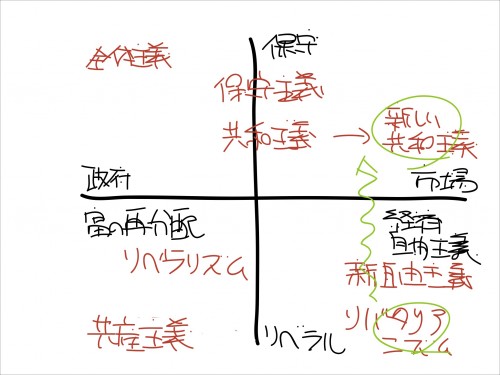 保守
全体主義
保守主義
新しい
共和主義
共和主義
政府
市場
富の再分配
経済
自由主義
リベラリズム
新自由主義
リバタリア
ニズム
共産主義
リベラル